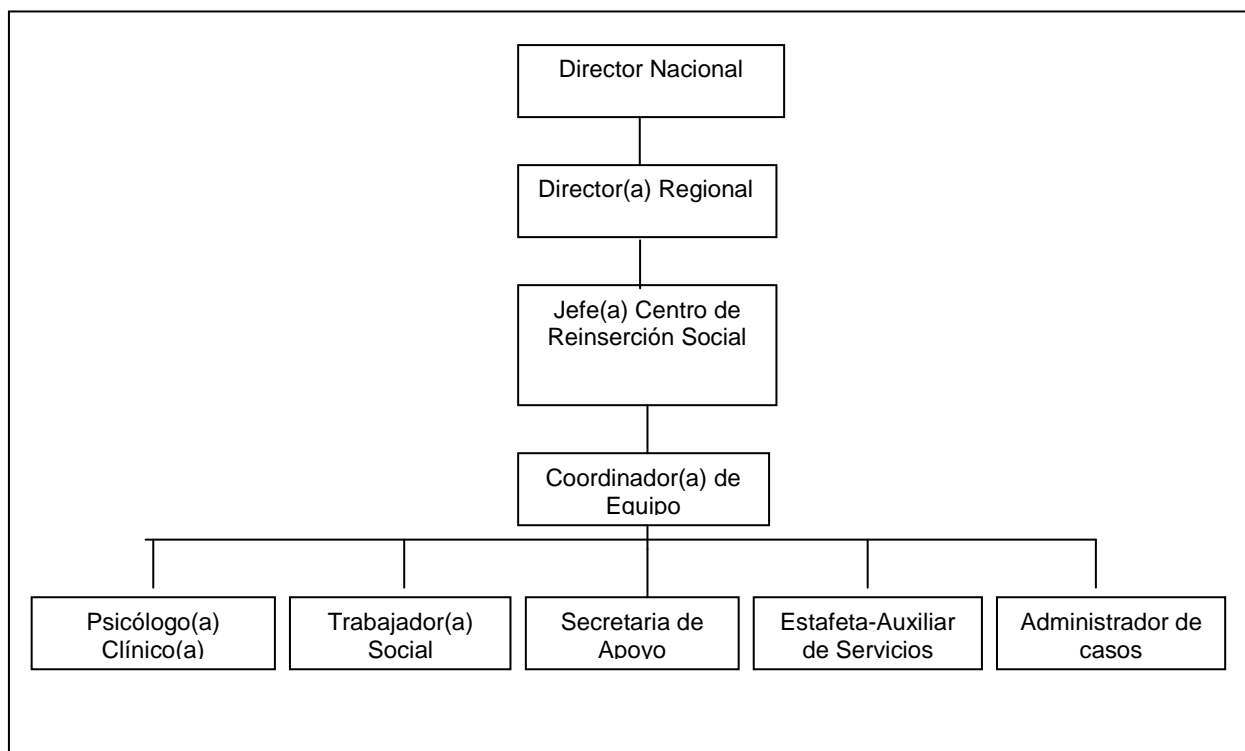 Director Nacional
Director(a) Regional
Jefe(a) Centro de
Reinserción Social
Coordinador(a) de
Equipo
Psicólogo(a)
Clínico(a)
Trabajador(a)
Social
Secretaria de
Apoyo
Estafeta-Auxiliar
de Servicios
Administrador de
casos